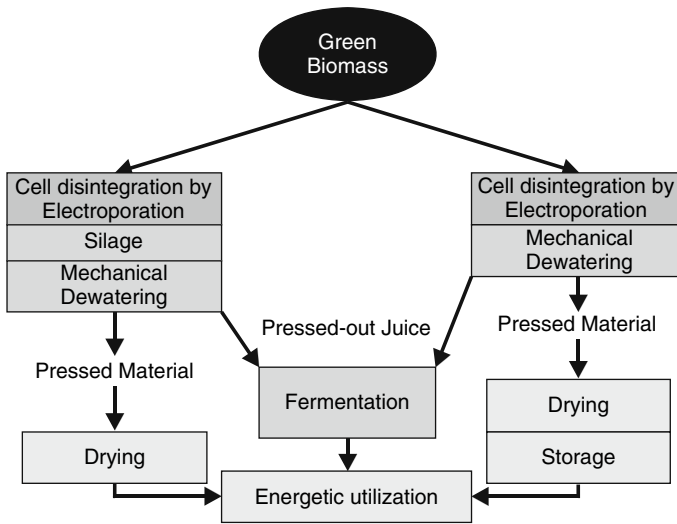 Green
Biomass
Cell disintegration by
Electroporation
Silage
Mechanical
Dewatering
Cell disintegration by
Electroporation
Mechanical
Dewatering
Pressed-out Juice
Pressed Material
Pressed Material
Fermentation
Drying
Storage
Drying
Energetic utilization